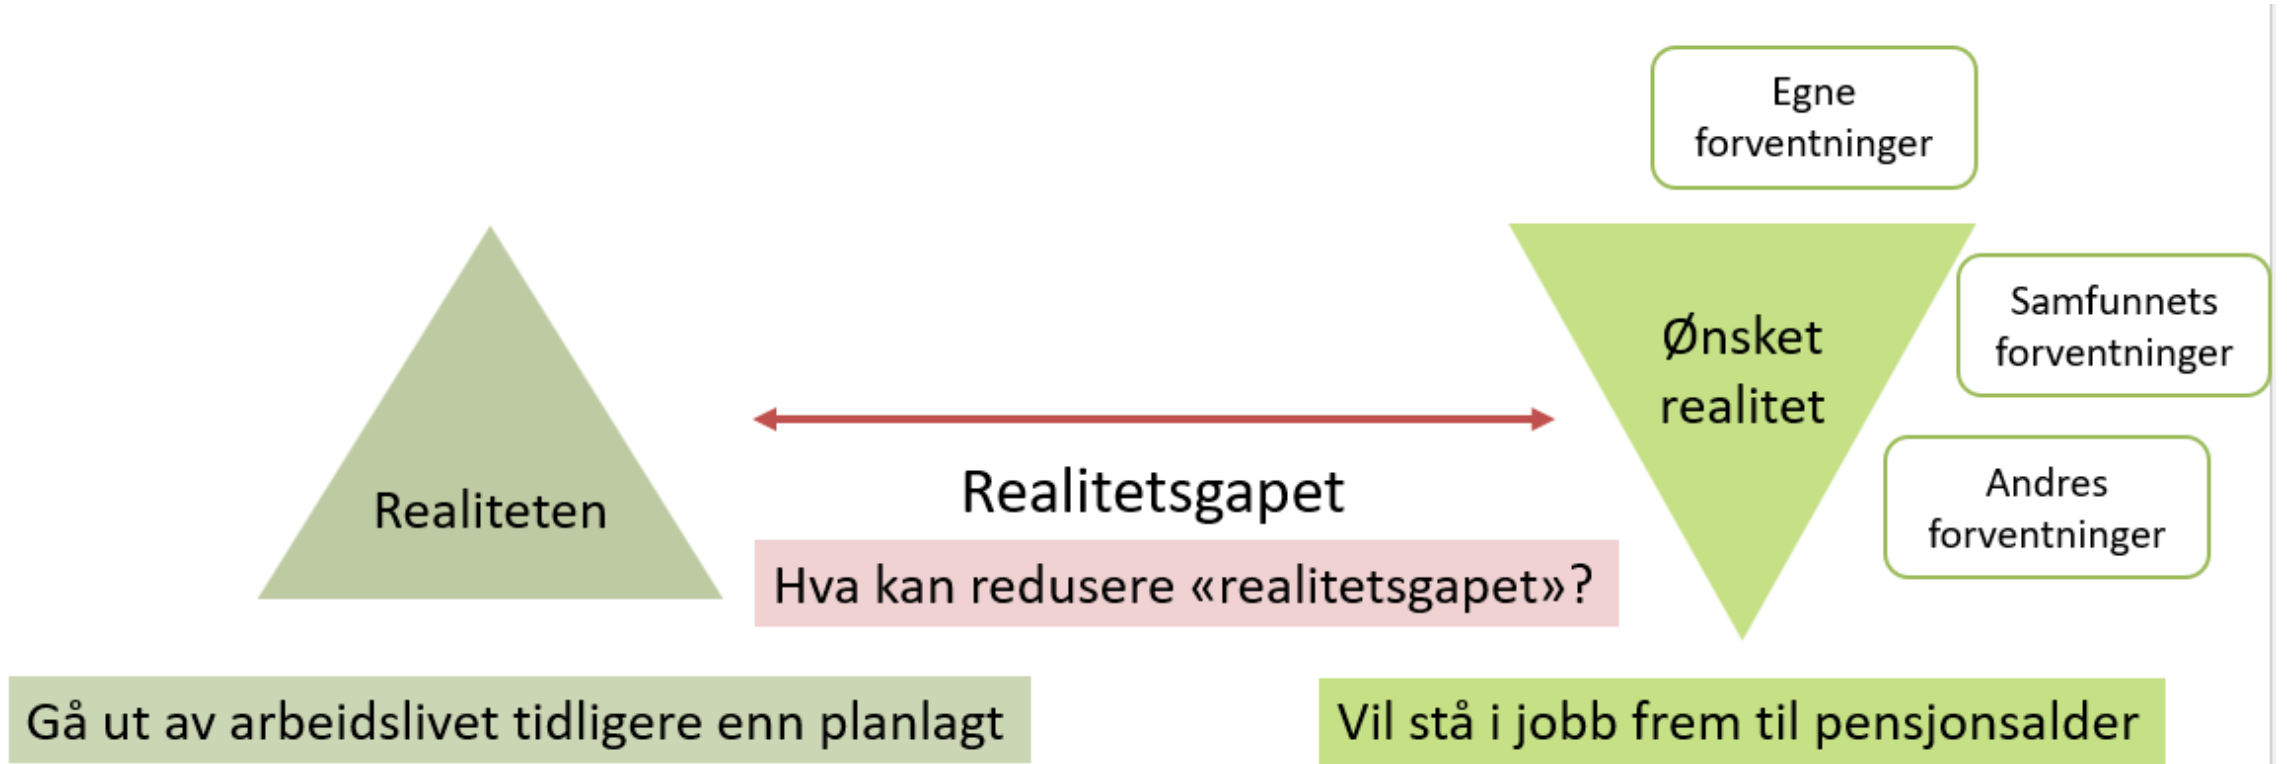 Egne
forventninger
Samfunnets
forventninger
Ønsket
realitet
Andres
forventninger
Realiteten
Realitetsgapet
Hva kan redusere «realitetsgapet»?
Gå ut av arbeidslivet tidligere enn planlagt
Vil stå i jobb frem til pensjonsalder